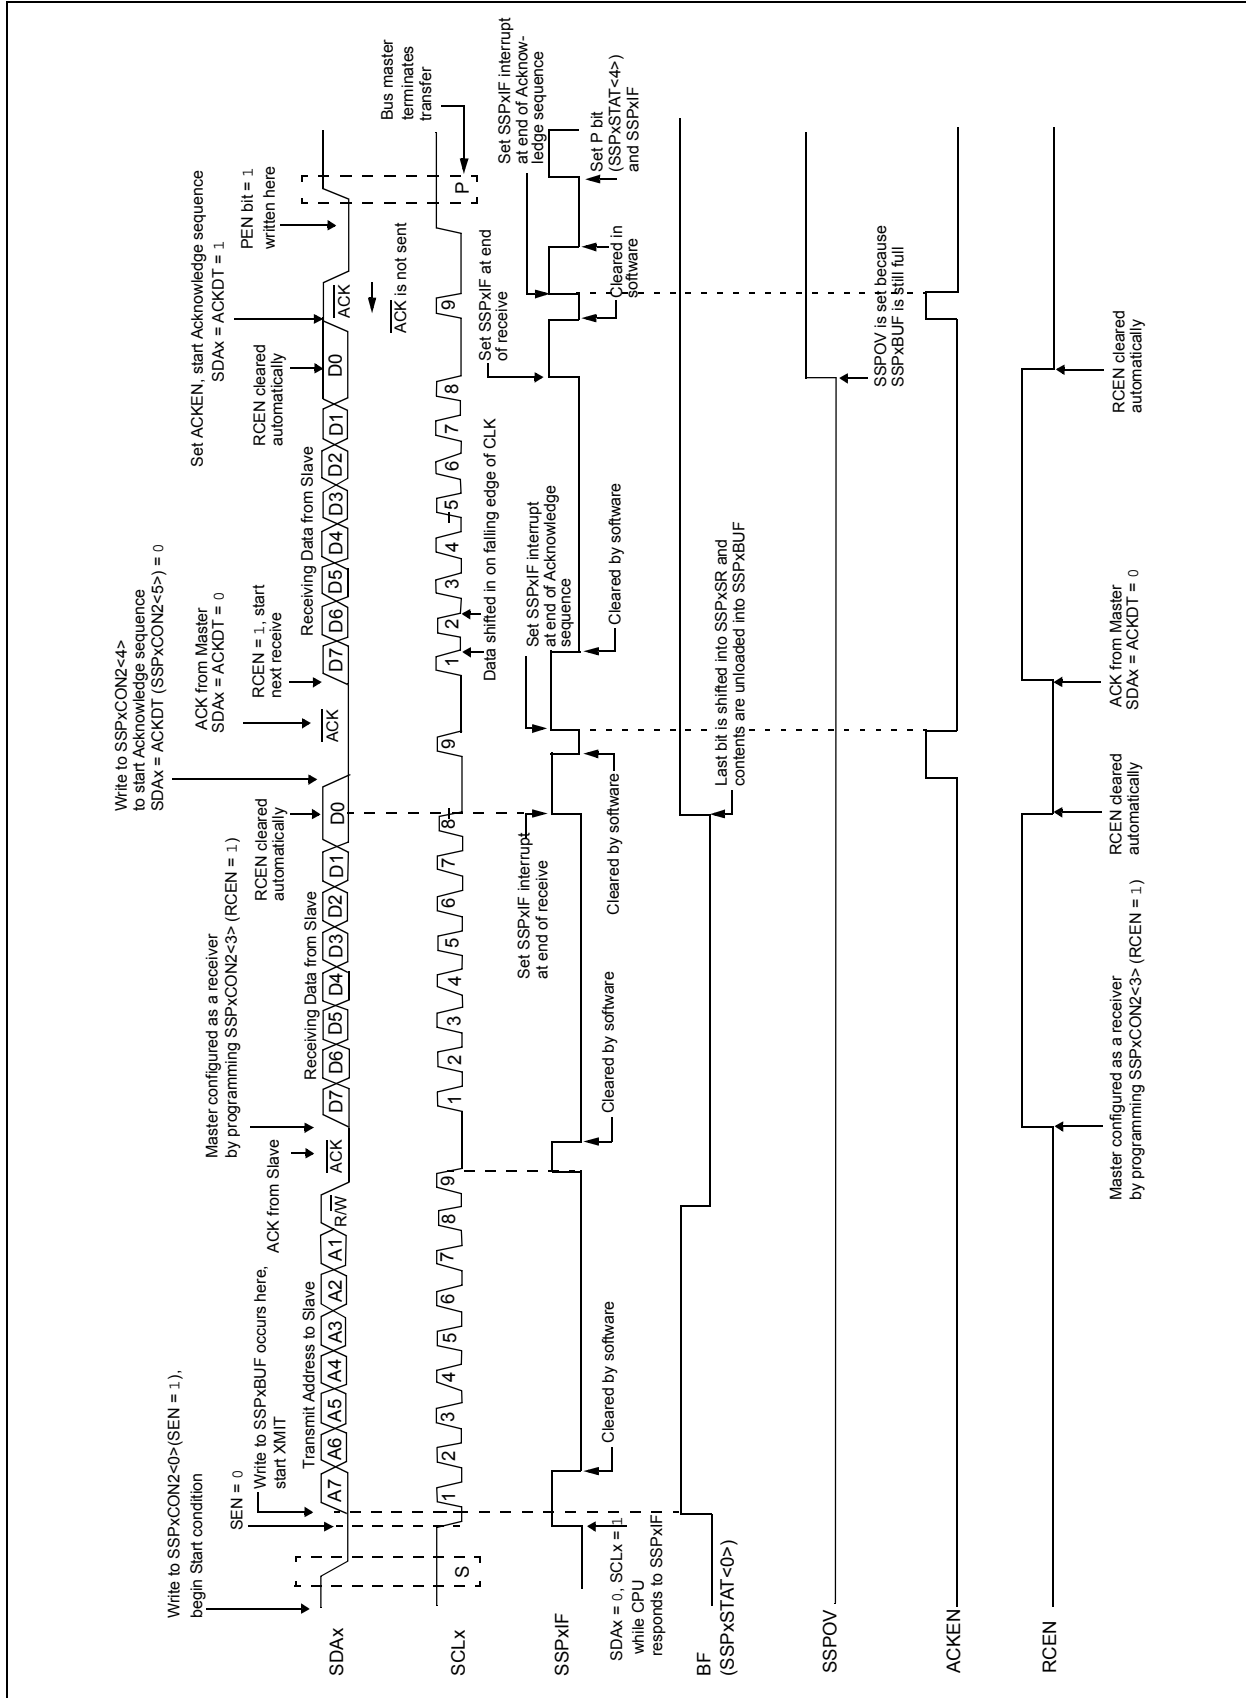 Write to SSPxCON2<4>
to start Acknowledge sequence
SDAx = ACKDT (SSPxCON2<5>) = 0
Set ACKEN, start Acknowledge sequence
SDAx = ACKDT = 1
Write to SSPxCON2<0>(SEN = 1),
begin Start condition
SEN = 0
Write to SSPxBUF occurs here,
start XMIT
ACK from Slave
Master configured as a receiver
by programming SSPxCON2<3> (RCEN = 1)
RCEN cleared
automatically
ACK from Master
SDAx = ACKDT = 0
RCEN = 1, start
next receive
RCEN cleared
automatically
PEN bit = 1
written here
Transmit Address to Slave
Receiving Data from Slave
Receiving Data from Slave
SDAx
A7 A6 A5 A4 A3 A2 A1 R/W ACK D7 D6 D5 D4 D3 D2 D1 D0 ACK D7 D6 D5 D4 D3 D2 D1 D0 ACK
ACK is not sent
Bus master
terminates
transfer
SCLx
S 1 2 3 4 5 6 7 8 9 1 2 3 4 5 6 7 8 9 1 2 3 4 5 6 7 8 9 P
Data shifted in on falling edge of CLK
Set SSPxIF interrupt
at end of receive
Set SSPxIF interrupt
at end of Acknowledge
sequence
Set SSPxIF at end
of receive
Set SSPxIF interrupt
at end of Acknow-
ledge sequence
SSPxIF
SDAx = 0, SCLx = 1
while CPU
responds to SSPxIF
Cleared by software
Cleared by software
Cleared by software
Cleared by software
Cleared in
software
Set P bit
(SSPxSTAT<4>)
and SSPxIF
BF
(SSPxSTAT<0>)
Last bit is shifted into SSPxSR and
contents are unloaded into SSPxBUF
SSPOV
SSPOV is set because
SSPxBUF is still full
ACKEN
RCEN
Master configured as a receiver
by programming SSPxCON2<3> (RCEN = 1)
RCEN cleared
automatically
ACK from Master
SDAx = ACKDT = 0
RCEN cleared
automatically